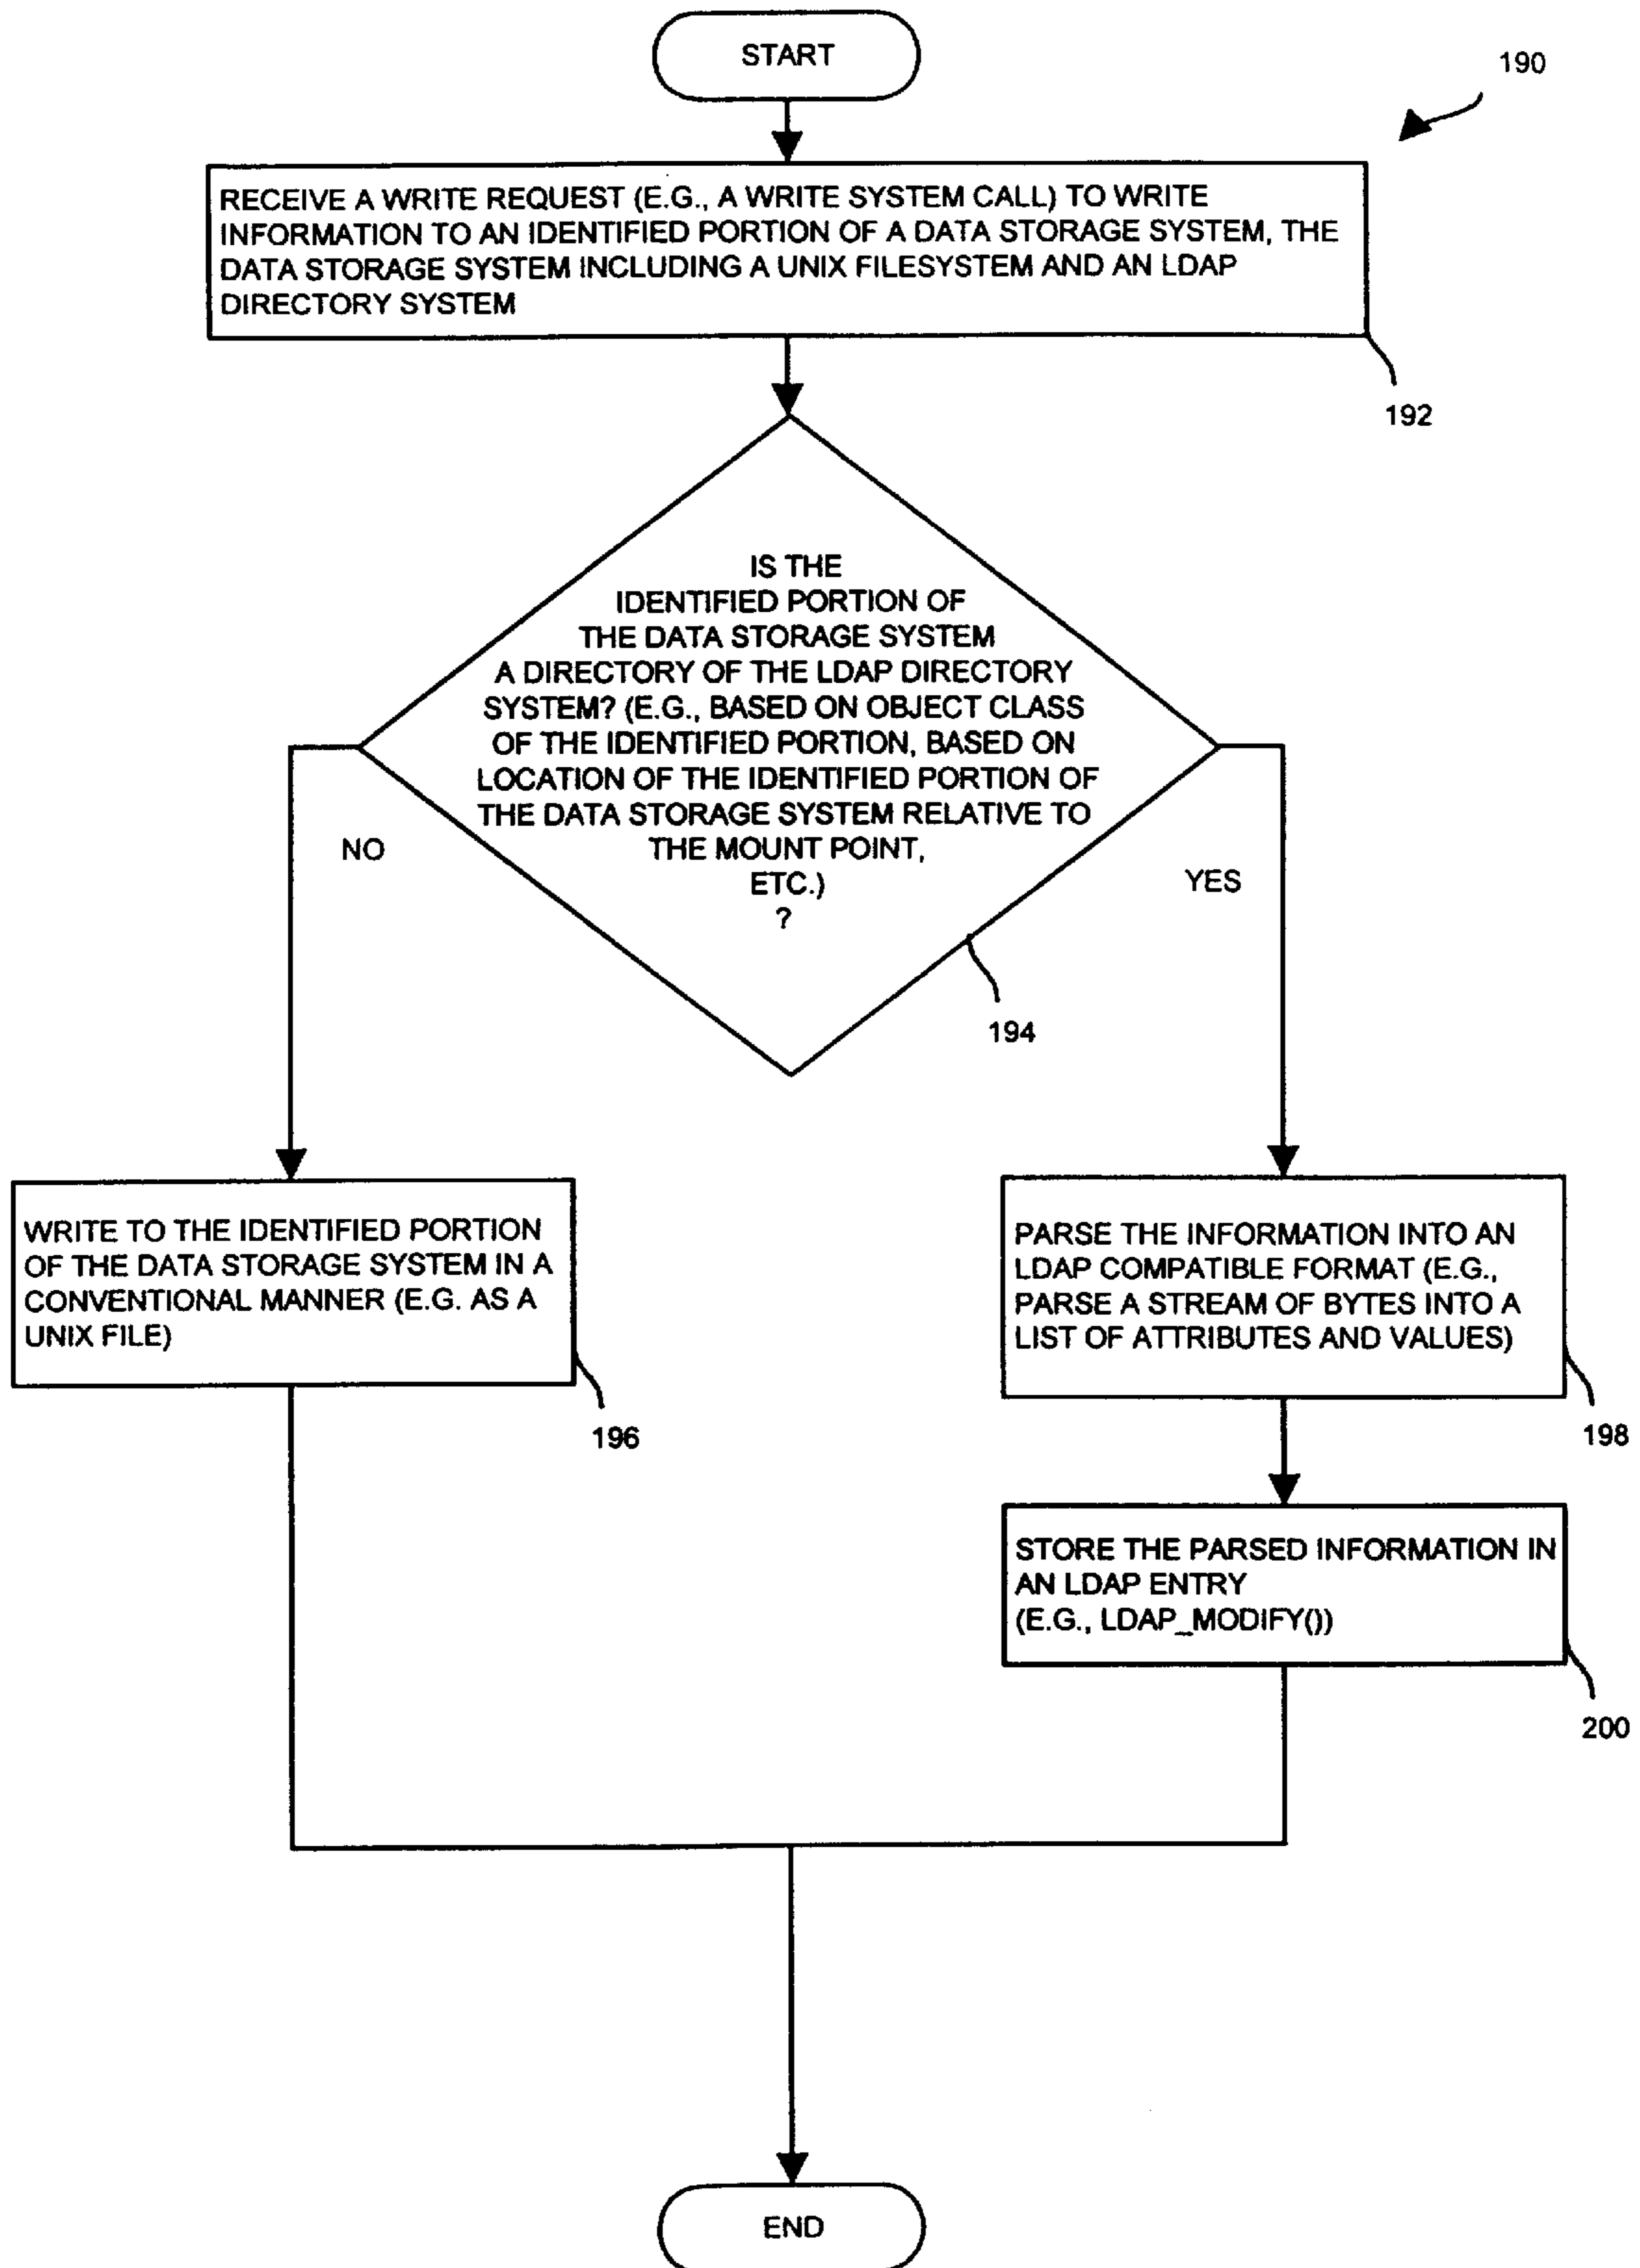 START
190
RECEIVE A WRITE REQUEST (E.G., A WRITE SYSTEM CALL) TO WRITE
INFORMATION TO AN IDENTIFIED PORTION OF A DATA STORAGE SYSTEM, THE
DATA STORAGE SYSTEM INCLUDING A UNIX FILESYSTEM AND AN LDAP
DIRECTORY SYSTEM
192
IS THE
IDENTIFIED PORTION OF
THE DATA STORAGE SYSTEM
A DIRECTORY OF THE LDAP DIRECTORY
SYSTEM? (E.G., BASED ON OBJECT CLASS
OF THE IDENTIFIED PORTION, BASED ON
LOCATION OF THE IDENTIFIED PORTION OF
THE DATA STORAGE SYSTEM RELATIVE TO
THE MOUNT POINT,
ETC.)
?
NO
YES
194
WRITE TO THE IDENTIFIED PORTION
OF THE DATA STORAGE SYSTEM IN A
CONVENTIONAL MANNER (E.G. AS A
UNIX FILE)
196
PARSE THE INFORMATION INTO AN
LDAP COMPATIBLE FORMAT (E.G.,
PARSE A STREAM OF BYTES INTO A
LIST OF ATTRIBUTES AND VALUES)
198
STORE THE PARSED INFORMATION IN
AN LDAP ENTRY
(E.G., LDAP_MODIFY())
200
END